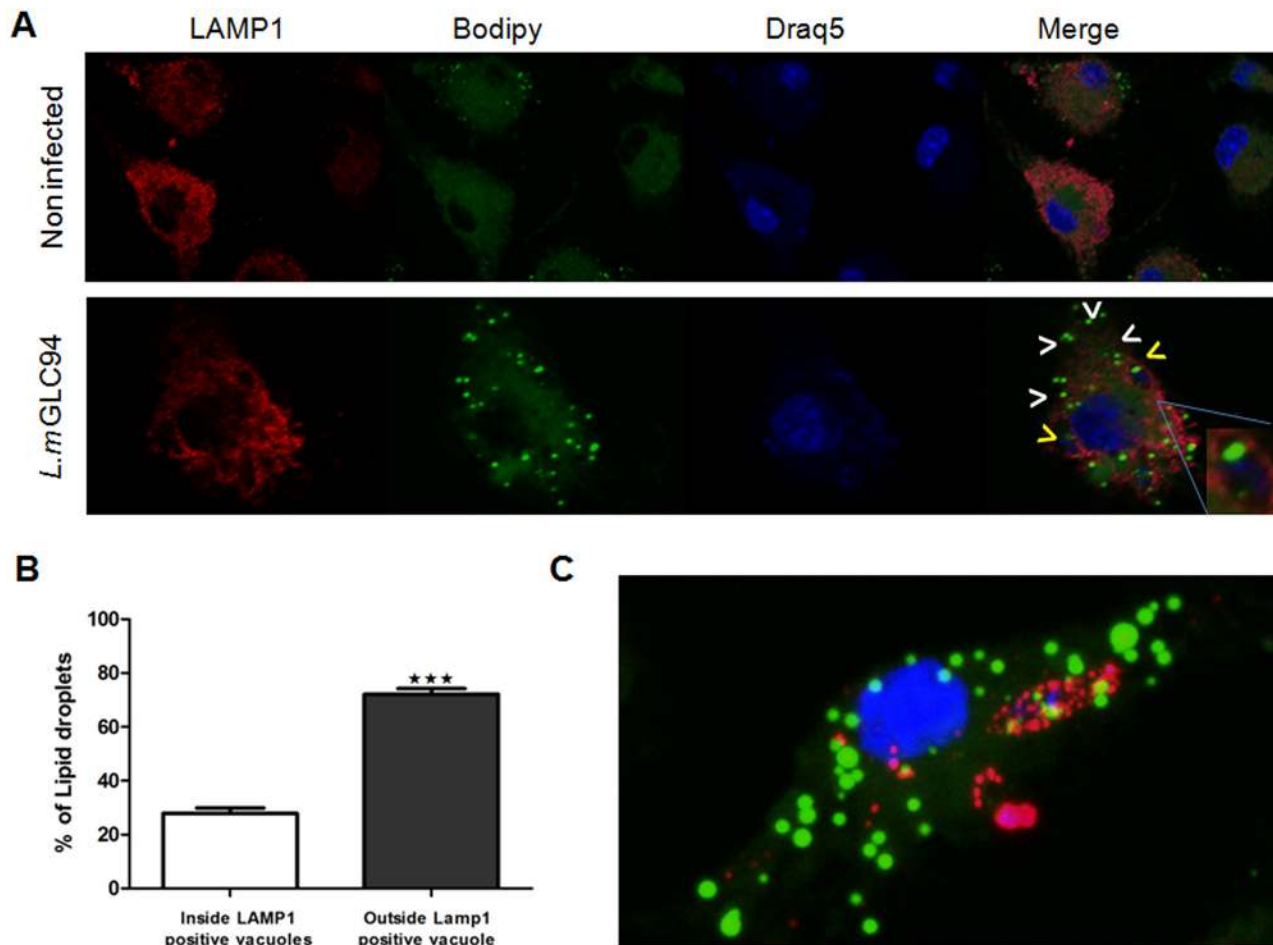 A
LAMP1 Bodipy Draq5 Merge
Non infected
L.mGLC94
B
C
% of Lipid droplets
100
80
60
40
20
0
★★★
Inside LAMP1
positive vacuoles
Outside Lamp1
positive vacuole